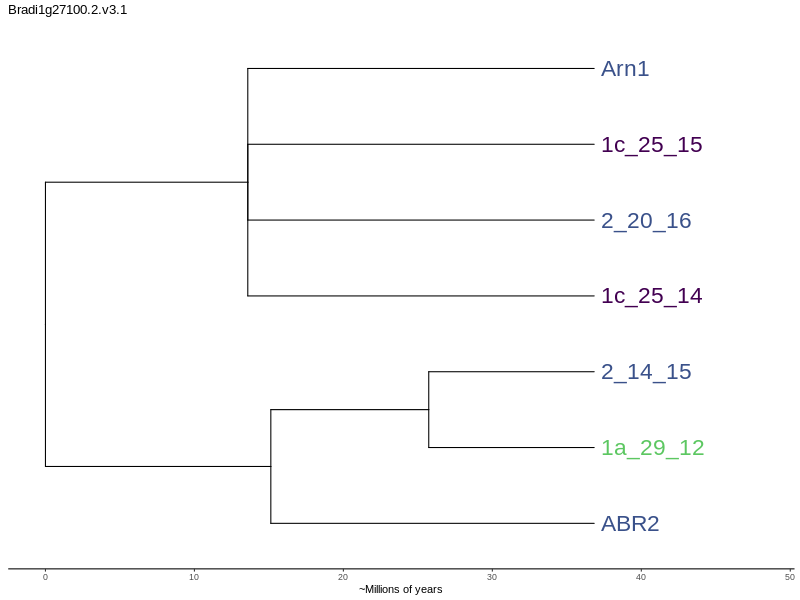 Bradi1g27100.2.v3.1
Arn1
1c_25_15
2_20_16
1c_25_14
2_14_15
1a_29_12
ABR2
0 10 20 30 40 50
~Millions of years